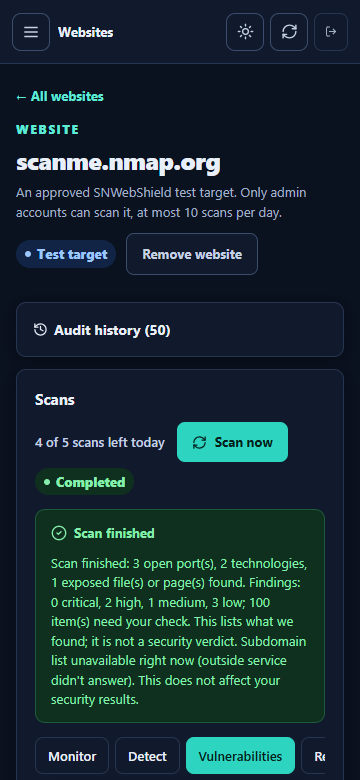 Websites
← All websites
WEBSITE
scanme.nmap.org
An approved SNWebShield test target. Only admin
accounts can scan it, at most 10 scans per day.
Test target
Remove website
Audit history (50)
Scans
4 of 5 scans left today
Scan now
Completed
Scan finished
Scan finished: 3 open port(s), 2 technologies,
1 exposed file(s) or page(s) found. Findings:
0 critical, 2 high, 1 medium, 3 low; 100
item(s) need your check. This lists what we
found; it is not a security verdict. Subdomain
list unavailable right now (outside service
didn't answer). This does not affect your
security results.
Monitor
Detect
Vulnerabilities